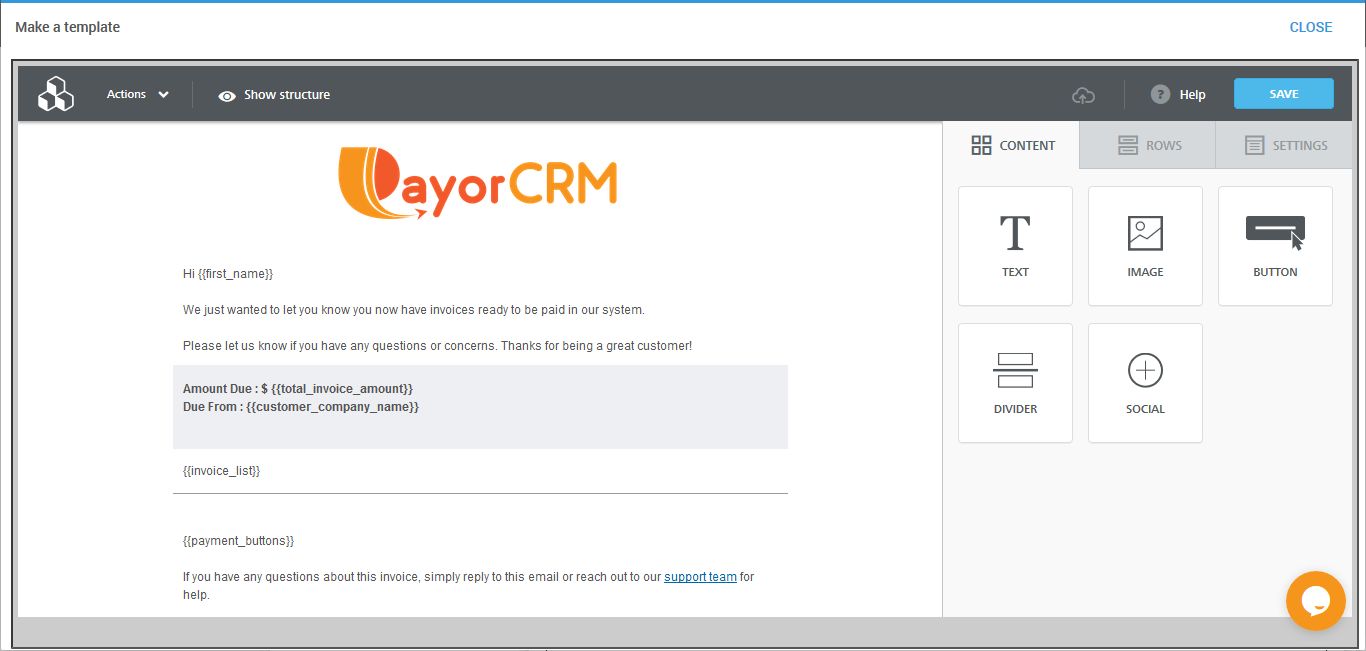 Make a template
CLOSE
Actions
Show structure
? Help
SAVE
CONTENT
ROWS
SETTINGS
PayorCRM
Hi {{first_name}}
We just wanted to let you know you now have invoices ready to be paid in our system.
Please let us know if you have any questions or concerns. Thanks for being a great customer!
Amount Due : $ {{total_invoice_amount}}
Due From : {{customer_company_name}}
{{invoice_list}}
{{payment_buttons}}
If you have any questions about this invoice, simply reply to this email or reach out to our support team for
help.
T
TEXT
IMAGE
BUTTON
DIVIDER
SOCIAL